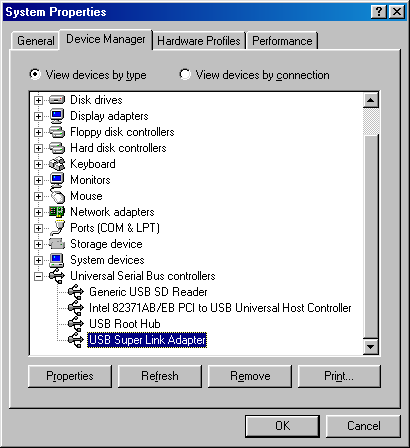 System Properties
General Device Manager Hardware Profiles Performance
View devices by type View devices by connection
Disk drives
Display adapters
Floppy disk controllers
Hard disk controllers
Keyboard
Monitors
Mouse
Network adapters
Ports (COM & LPT)
Storage device
System devices
Universal Serial Bus controllers
Generic USB SD Reader
Intel 82371AB/EB PCI to USB Universal Host Controller
USB Root Hub
USB Super Link Adapter
Properties Refresh Remove Print...
OK Cancel